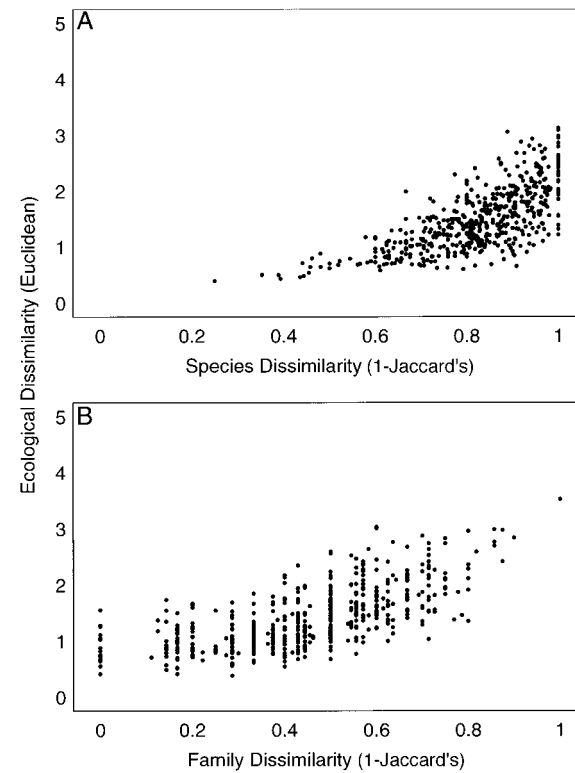 A
5
4
3
2
1
0
0 0.2 0.4 0.6 0.8 1
Species Dissimilarity (1-Jaccard's)
Ecological Dissimilarity (Euclidean)
B
5
4
3
2
1
0
0 0.2 0.4 0.6 0.8 1
Family Dissimilarity (1-Jaccard's)